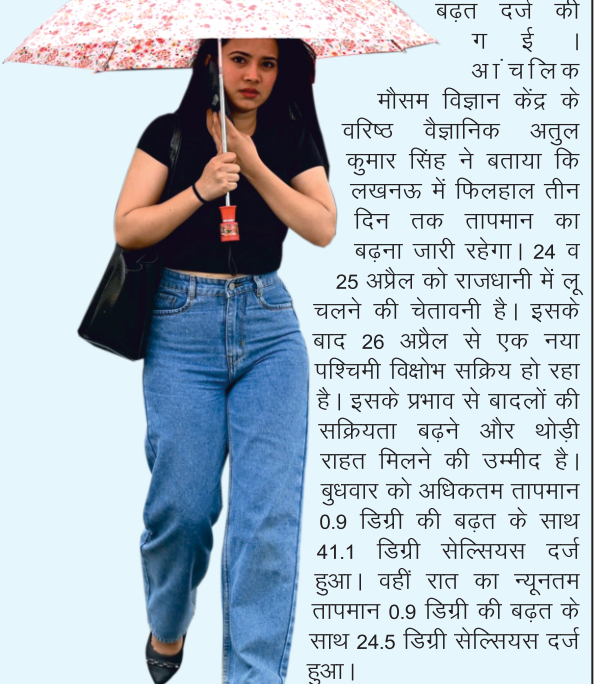 बढ़त दर्ज की
गई।
आंचलिक
मौसम विज्ञान केंद्र के
वरिष्ठ वैज्ञानिक अतुल
कुमार सिंह ने बताया कि
लखनऊ में फिलहाल तीन
दिन तक तापमान का
बढ़ना जारी रहेगा। 24 व
25 अप्रैल को राजधानी में लू
चलने की चेतावनी है। इसके
बाद 26 अप्रैल से एक नया
पश्चिमी विक्षोभ सक्रिय हो रहा
है। इसके प्रभाव से बादलों की
सक्रियता बढ़ने और थोड़ी
राहत मिलने की उम्मीद है।
बुधवार को अधिकतम तापमान
0.9 डिग्री की बढ़त के साथ
41.1 डिग्री सेल्सियस दर्ज
हुआ। वहीं रात का न्यूनतम
तापमान 0.9 डिग्री की बढ़त के
साथ 24.5 डिग्री सेल्सियस दर्ज
हुआ।